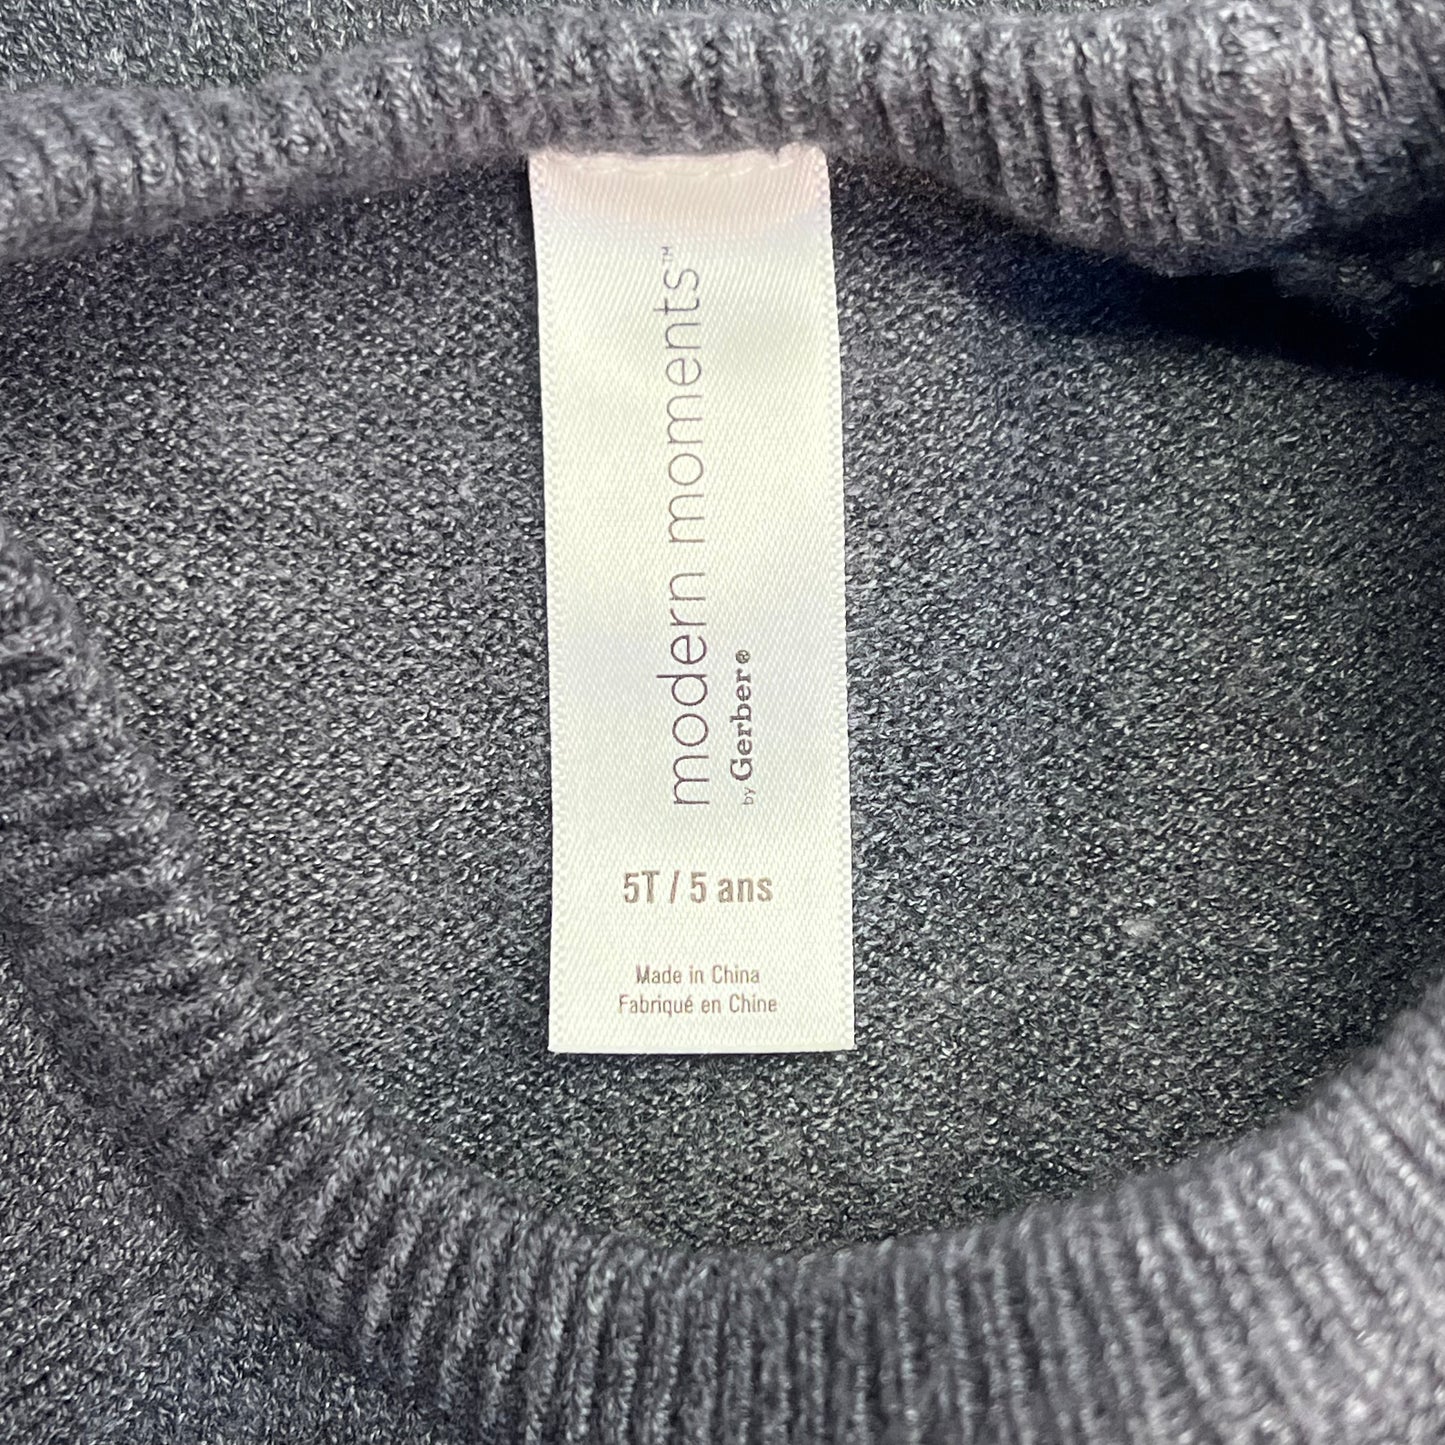 modern moments™
by Gerber®
5T / 5 ans
Made in China
Fabriqué en Chine